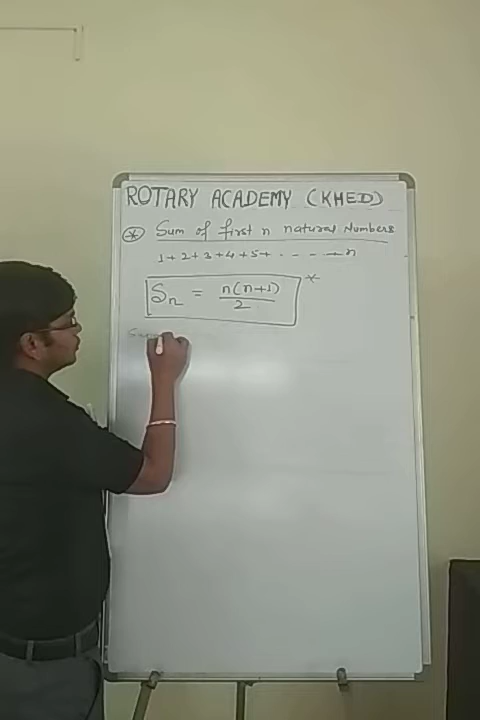 ROTARY ACADEMY (KHED)
* Sum of first n natural Numbers
1+2+3+4+5+ . - - . +n
Sn = n(n+1)/2 *